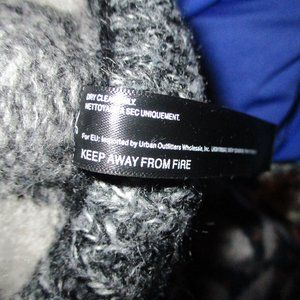 DRY CLEAN ONLY.
NETTOYAGE À SEC UNIQUEMENT.
For EU: Imported by Urban Outfitters Wholesale, Inc.
KEEP AWAY FROM FiRE